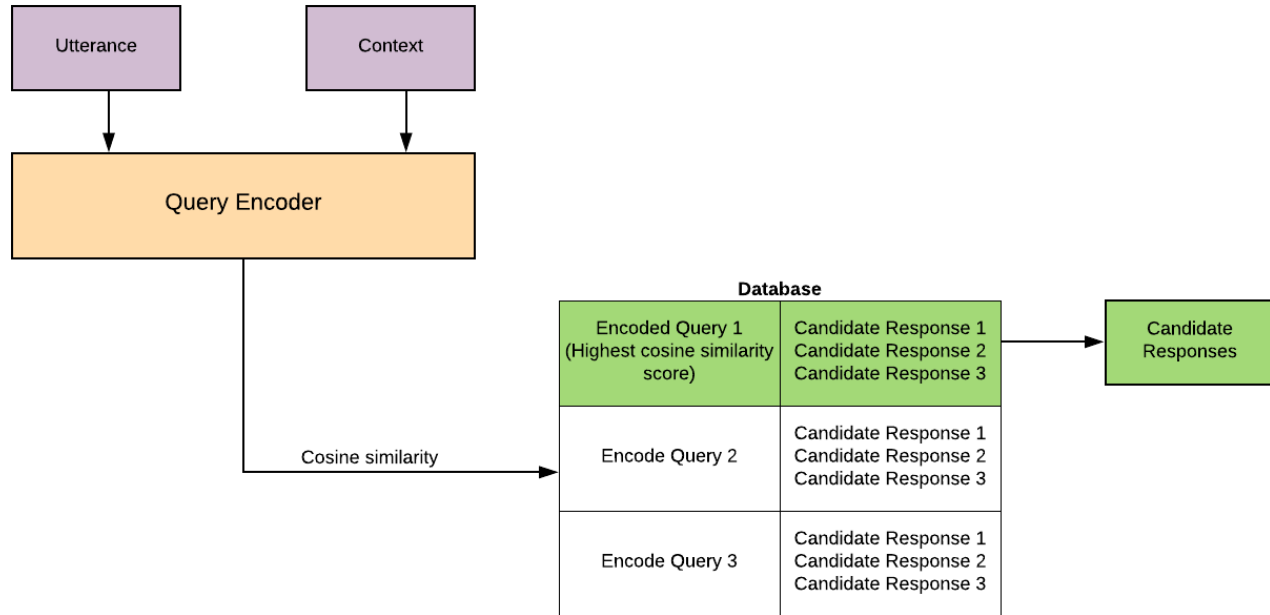 Utterance
Context
Query Encoder
Database
Encoded Query 1
(Highest cosine similarity
score)
Candidate Response 1
Candidate Response 2
Candidate Response 3
Candidate
Responses
Cosine similarity
Encode Query 2
Candidate Response 1
Candidate Response 2
Candidate Response 3
Encode Query 3
Candidate Response 1
Candidate Response 2
Candidate Response 3